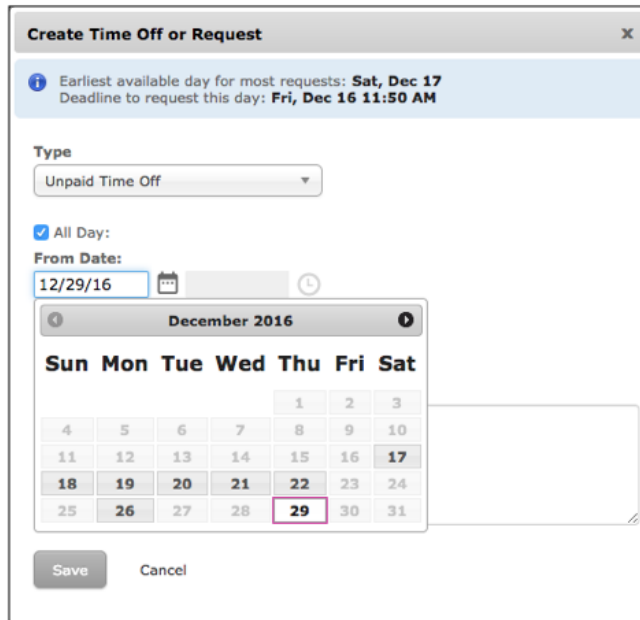 Create Time Off or Request x
Earliest available day for most requests: Sat, Dec 17
Deadline to request this day: Fri, Dec 16 11:50 AM
Type
Unpaid Time Off
All Day:
From Date:
12/29/16
December 2016
Sun Mon Tue Wed Thu Fri Sat
1 2 3
4 5 6 7 8 9 10
11 12 13 14 15 16 17
18 19 20 21 22 23 24
25 26 27 28 29 30 31
Save Cancel